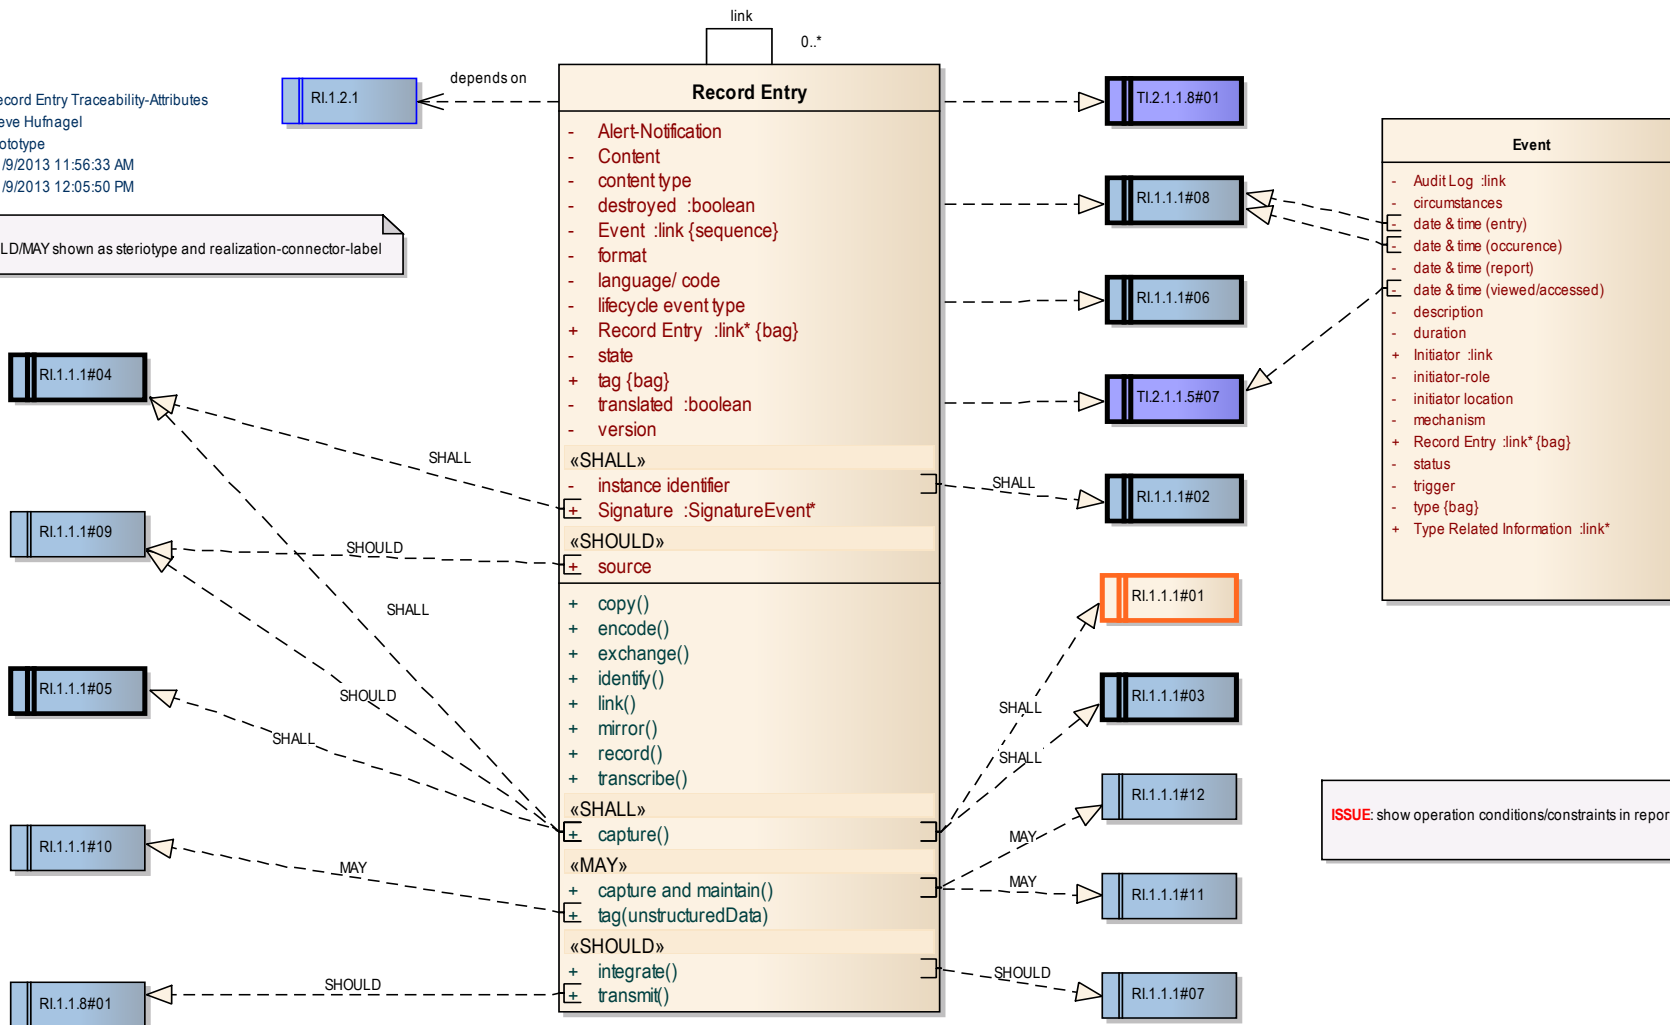 link
0..*
depends on
RI.1.2.1
Record Entry
ecord Entry Traceability-Attributes
eve Hufnagel
ototype
/9/2013 11:56:33 AM
/9/2013 12:05:50 PM
LD/MAY shown as steriotype and realization-connector-label
- Alert-Notification
- Content
- content type
- destroyed :boolean
- Event :link {sequence}
- format
- language/ code
- lifecycle event type
+ Record Entry :link* {bag}
- state
+ tag {bag}
- translated :boolean
- version
«SHALL»
- instance identifier
+ Signature :SignatureEvent*
«SHOULD»
+ source
+ copy()
+ encode()
+ exchange()
+ identify()
+ link()
+ mirror()
+ record()
+ transcribe()
«SHALL»
+ capture()
«MAY»
+ capture and maintain()
+ tag(unstructuredData)
«SHOULD»
+ integrate()
+ transmit()
RI.1.1.1#04
SHALL
RI.1.1.1#09
SHOULD
SHALL
RI.1.1.1#05
SHOULD
SHALL
RI.1.1.1#10
MAY
RI.1.1.8#01
SHOULD
TI.2.1.1.8#01
RI.1.1.1#08
RI.1.1.1#06
TI.2.1.1.5#07
SHALL
RI.1.1.1#02
RI.1.1.1#01
SHALL
RI.1.1.1#03
SHALL
RI.1.1.1#12
MAY
MAY
RI.1.1.1#11
SHOULD
RI.1.1.1#07
Event
- Audit Log :link
- circumstances
- date & time (entry)
- date & time (occurence)
- date & time (report)
- date & time (viewed/accessed)
- description
- duration
+ Initiator :link
- initiator-role
- initiator location
- mechanism
+ Record Entry :link* {bag}
- status
- trigger
- type {bag}
+ Type Related Information :link*
ISSUE: show operation conditions/constraints in repor